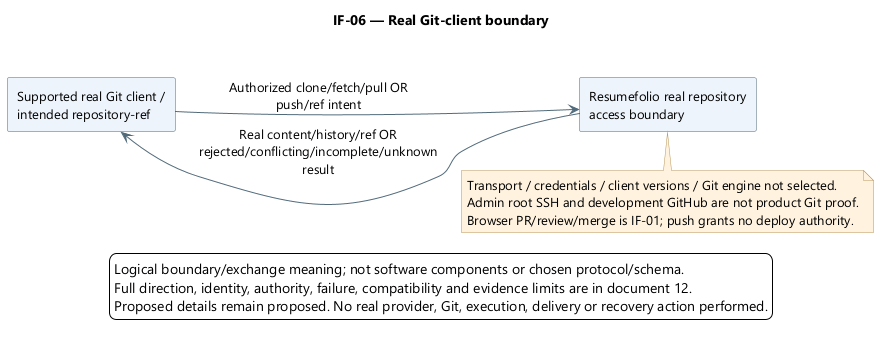 IF-06 — Real Git-client boundary
Supported real Git client /
intended repository-ref
Authorized clone/fetch/pull OR
push/ref intent
Resumefolio real repository
access boundary
Real content/history/ref OR
rejected/conflicting/incomplete/unknown
result
Transport / credentials / client versions / Git engine not selected.
Admin root SSH and development GitHub are not product Git proof.
Browser PR/review/merge is IF-01; push grants no deploy authority.
Logical boundary/exchange meaning; not software components or chosen protocol/schema.
Full direction, identity, authority, failure, compatibility and evidence limits are in document 12.
Proposed details remain proposed. No real provider, Git, execution, delivery or recovery action performed.